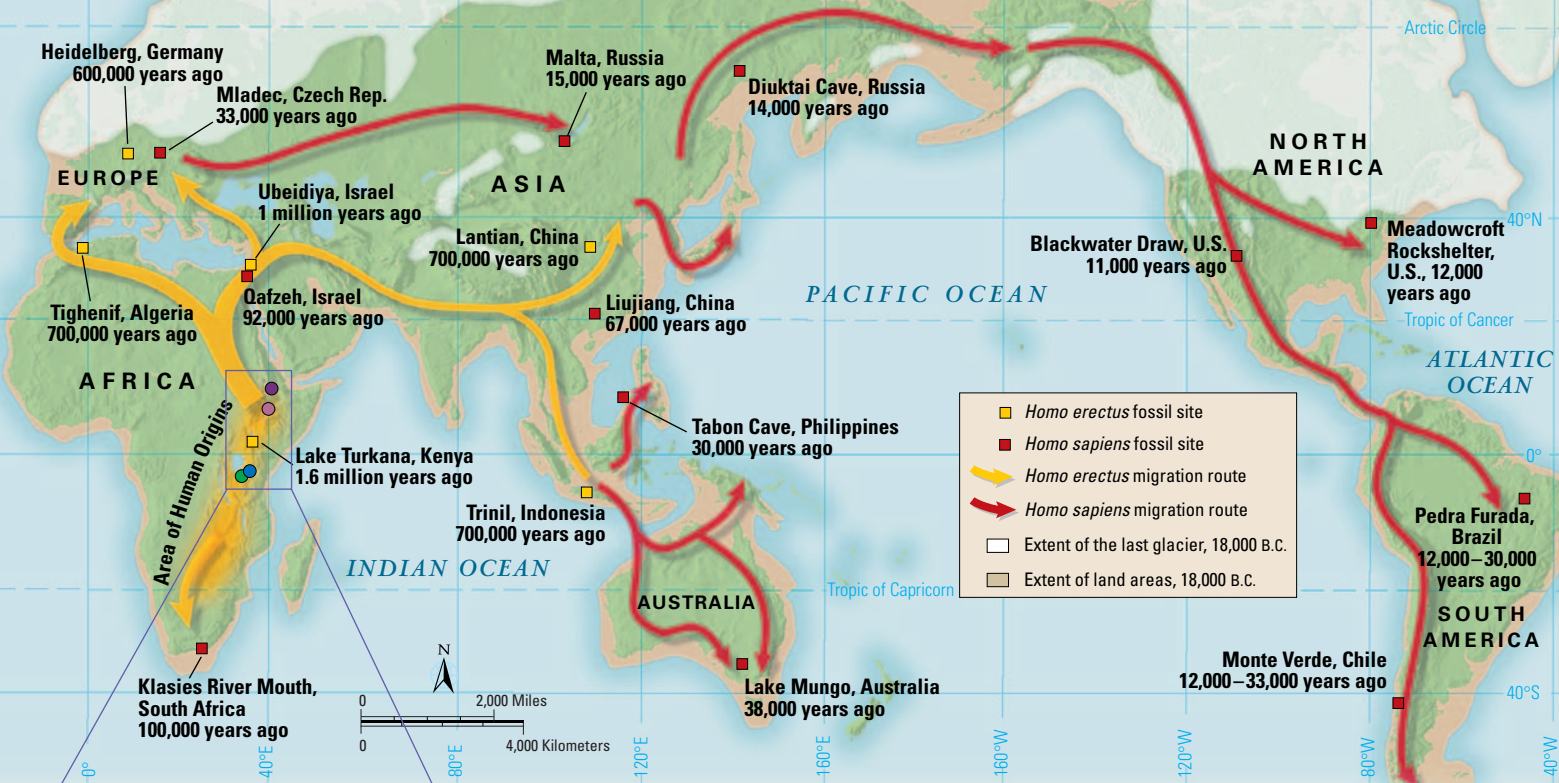 Arctic Circle
Heidelberg, Germany
600,000 years ago
Mladec, Czech Rep.
33,000 years ago
Malta, Russia
15,000 years ago
Diuktai Cave, Russia
14,000 years ago
NORTH
AMERICA
EUROPE
ASIA
Ubeidiya, Israel
1 million years ago
Lantian, China
700,000 years ago
40°N
Blackwater Draw, U.S.
11,000 years ago
Meadowcroft
Rockshelter,
U.S., 12,000
years ago
Tighenif, Algeria
700,000 years ago
Qafzeh, Israel
92,000 years ago
Liujiang, China
67,000 years ago
PACIFIC OCEAN
Tropic of Cancer
ATLANTIC
OCEAN
AFRICA
Area of Human Origins
Tabon Cave, Philippines
30,000 years ago
Lake Turkana, Kenya
1.6 million years ago
Homo erectus fossil site
Homo sapiens fossil site
Homo erectus migration route
Homo sapiens migration route
Extent of the last glacier, 18,000 B.C.
Extent of land areas, 18,000 B.C.
0°
Trinil, Indonesia
700,000 years ago
Pedra Furada,
Brazil
12,000–30,000
years ago
INDIAN OCEAN
Tropic of Capricorn
AUSTRALIA
SOUTH
AMERICA
Klasies River Mouth,
South Africa
100,000 years ago
N
0 2,000 Miles
0 4,000 Kilometers
Lake Mungo, Australia
38,000 years ago
Monte Verde, Chile
12,000–33,000 years ago
40°S
0°
40°E
80°E
120°E
160°E
160°W
120°W
80°W
40°W